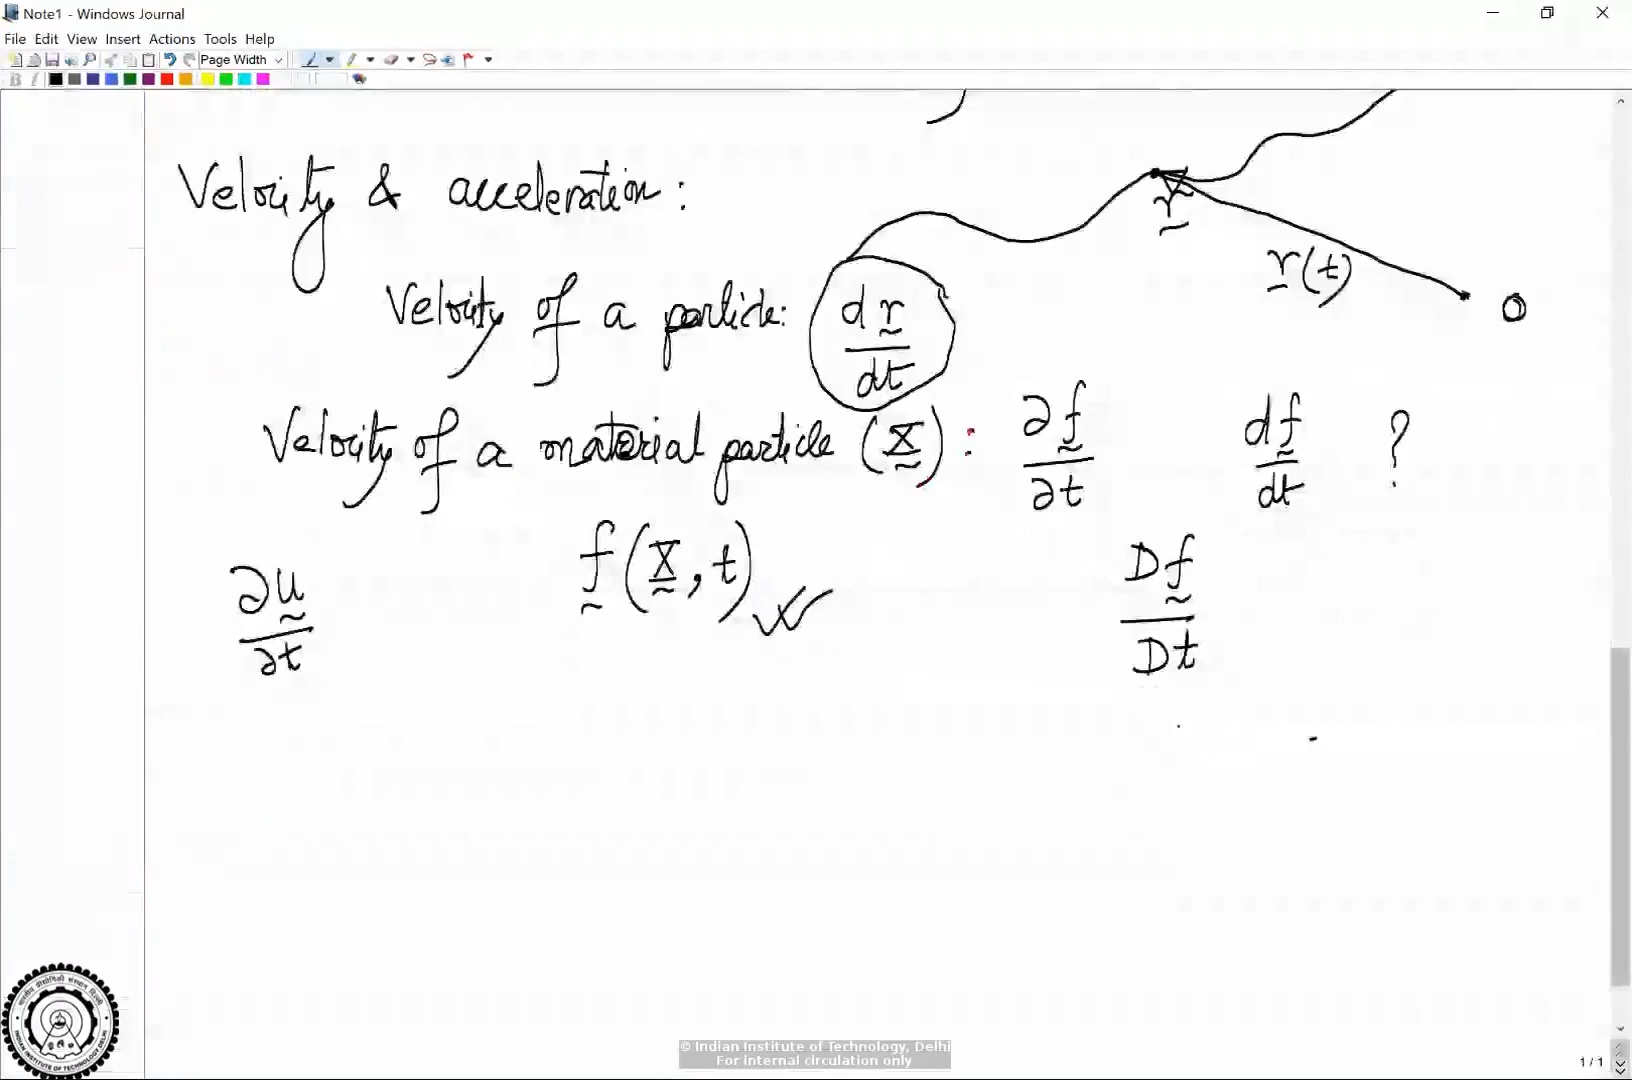 Note1 - Windows Journal
File Edit View Insert Actions Tools Help
Page Width
B I
Velocity & acceleration :
r
r(t)
O
Velocity of a particle: dr/dt
Velocity of a material particle (X) : ∂f/∂t df/dt ?
∂u/∂t f(X, t) Df/Dt
© Indian Institute of Technology, Delhi
For internal circulation only
1 / 1